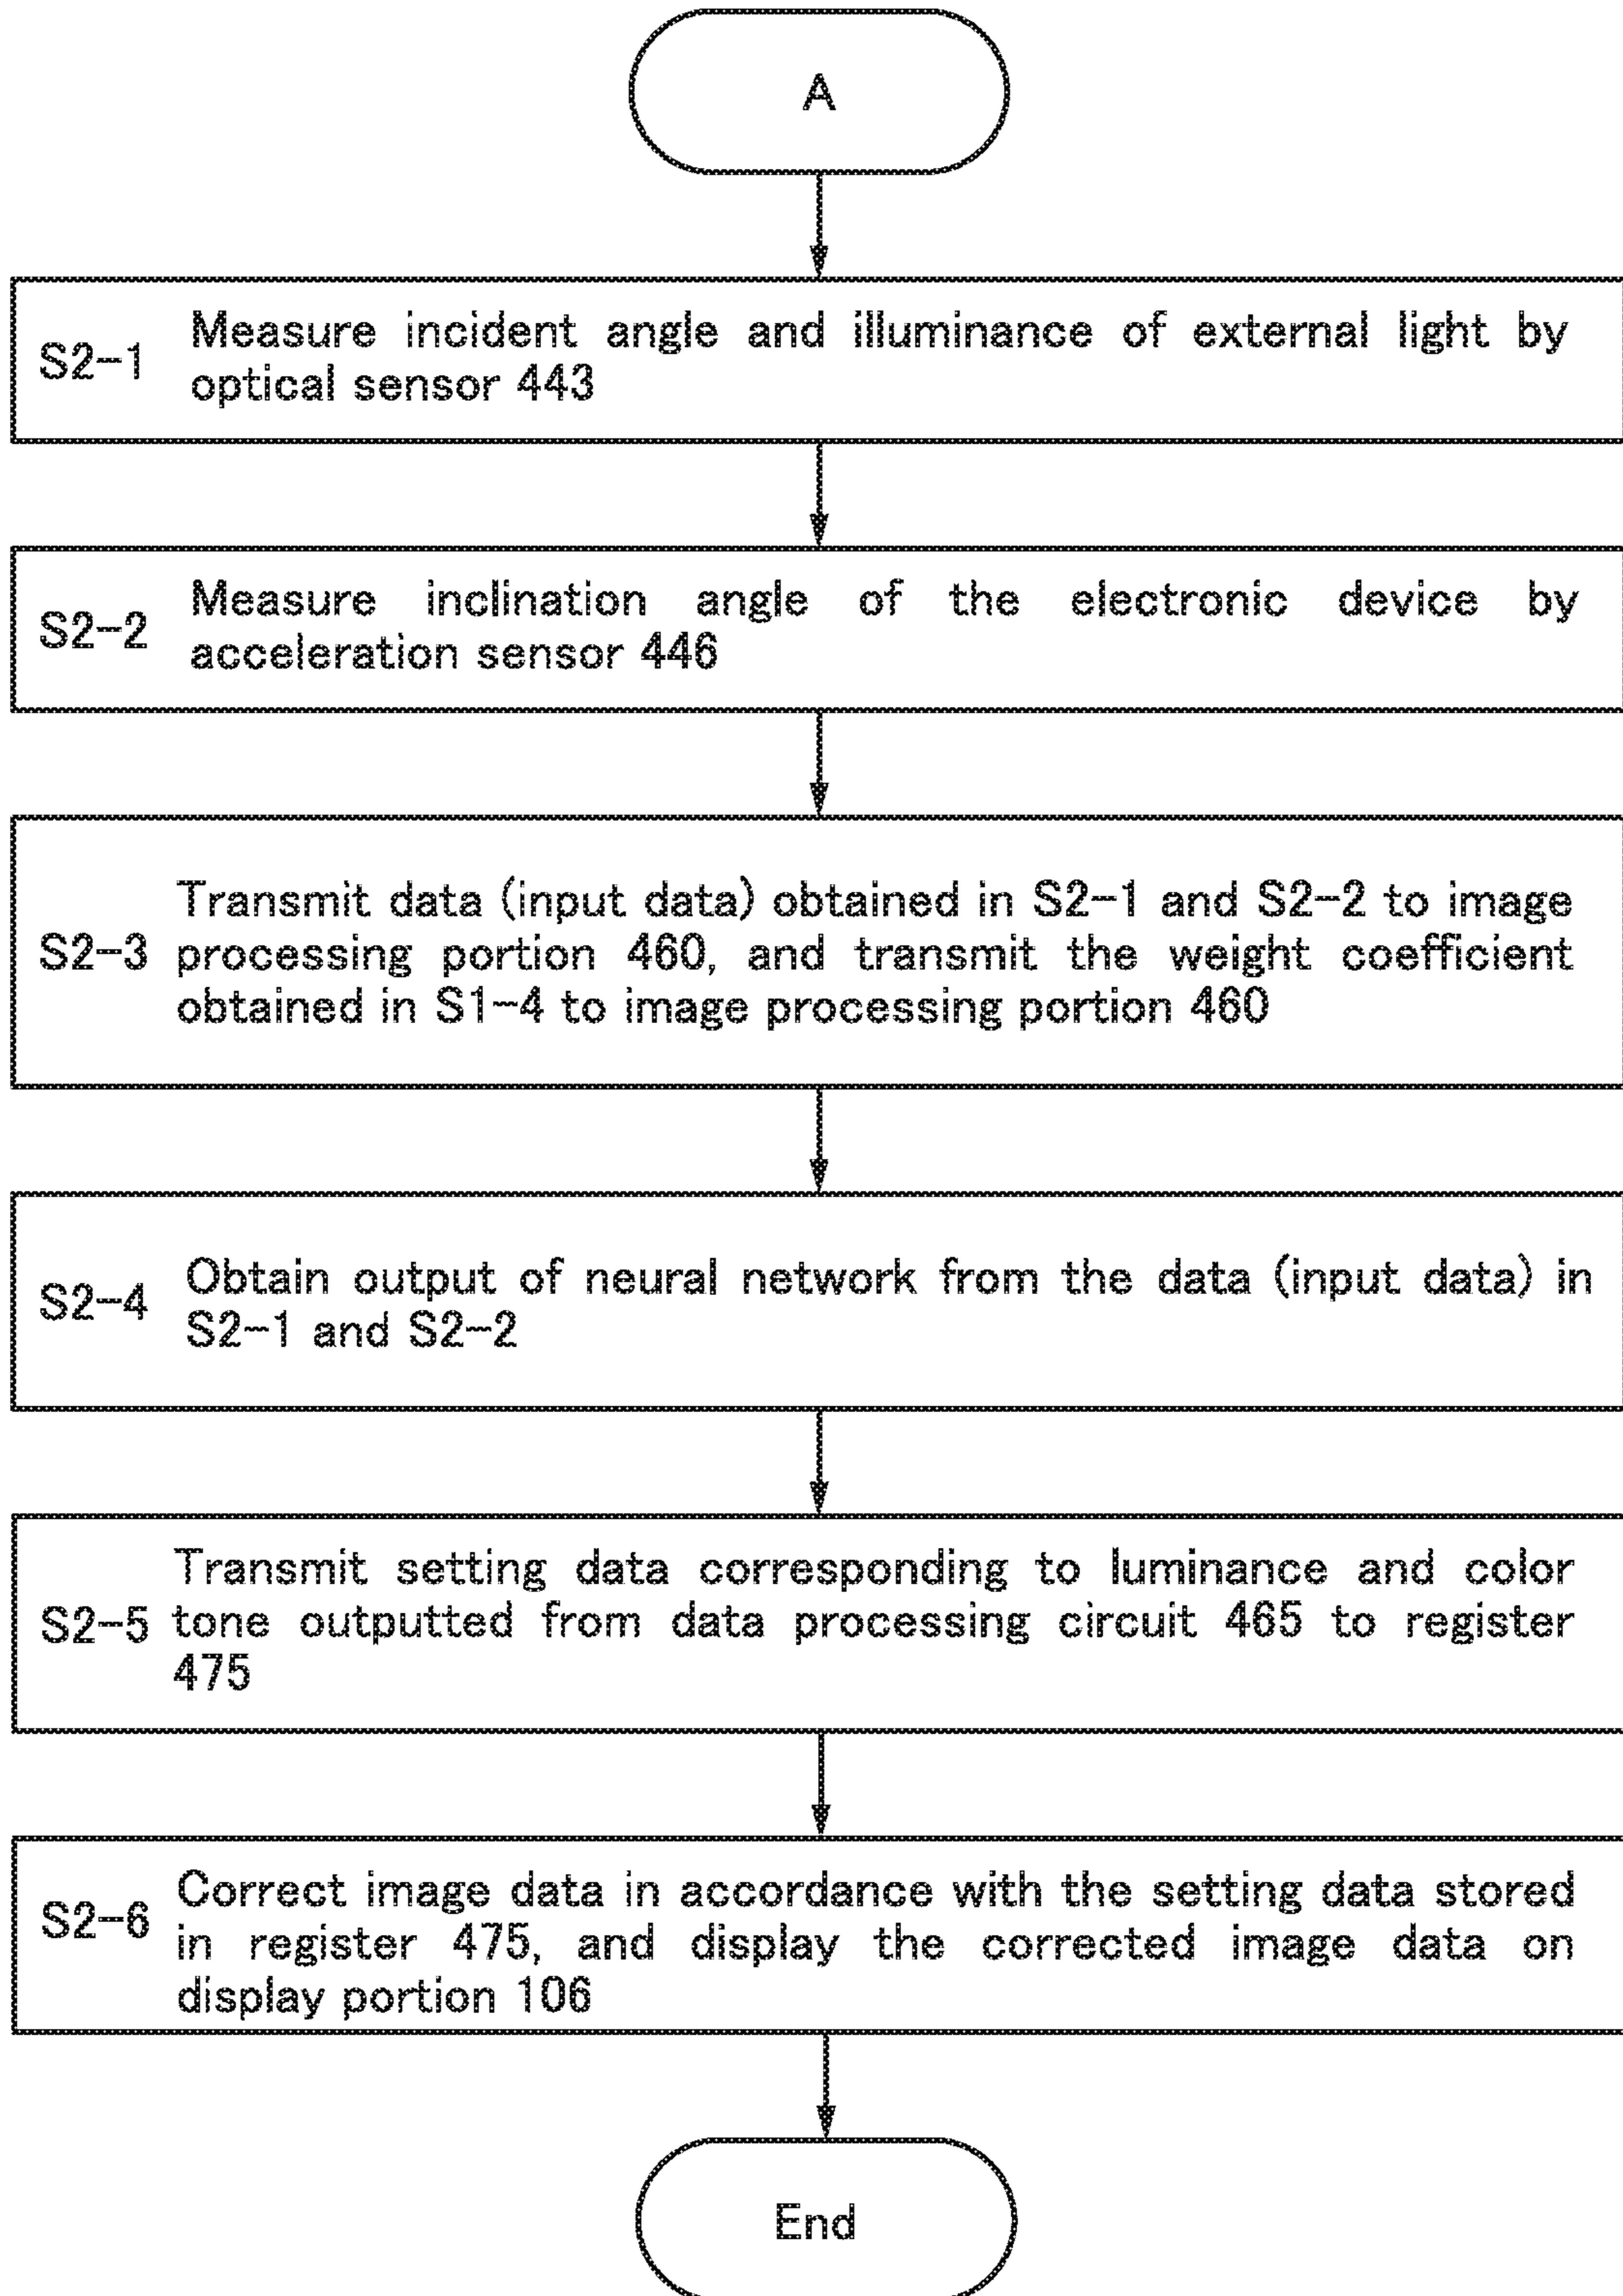 A
S2-1
Measure incident angle and illuminance of external light by
optical sensor 443
S2-2
Measure inclination angle of the electronic device by
acceleration sensor 446
S2-3
Transmit data (input data) obtained in S2-1 and S2-2 to image
processing portion 460, and transmit the weight coefficient
obtained in S1-4 to image processing portion 460
S2-4
Obtain output of neural network from the data (input data) in
S2-1 and S2-2
S2-5
Transmit setting data corresponding to luminance and color
tone outputted from data processing circuit 465 to register
475
S2-6
Correct image data in accordance with the setting data stored
in register 475, and display the corrected image data on
display portion 106
End